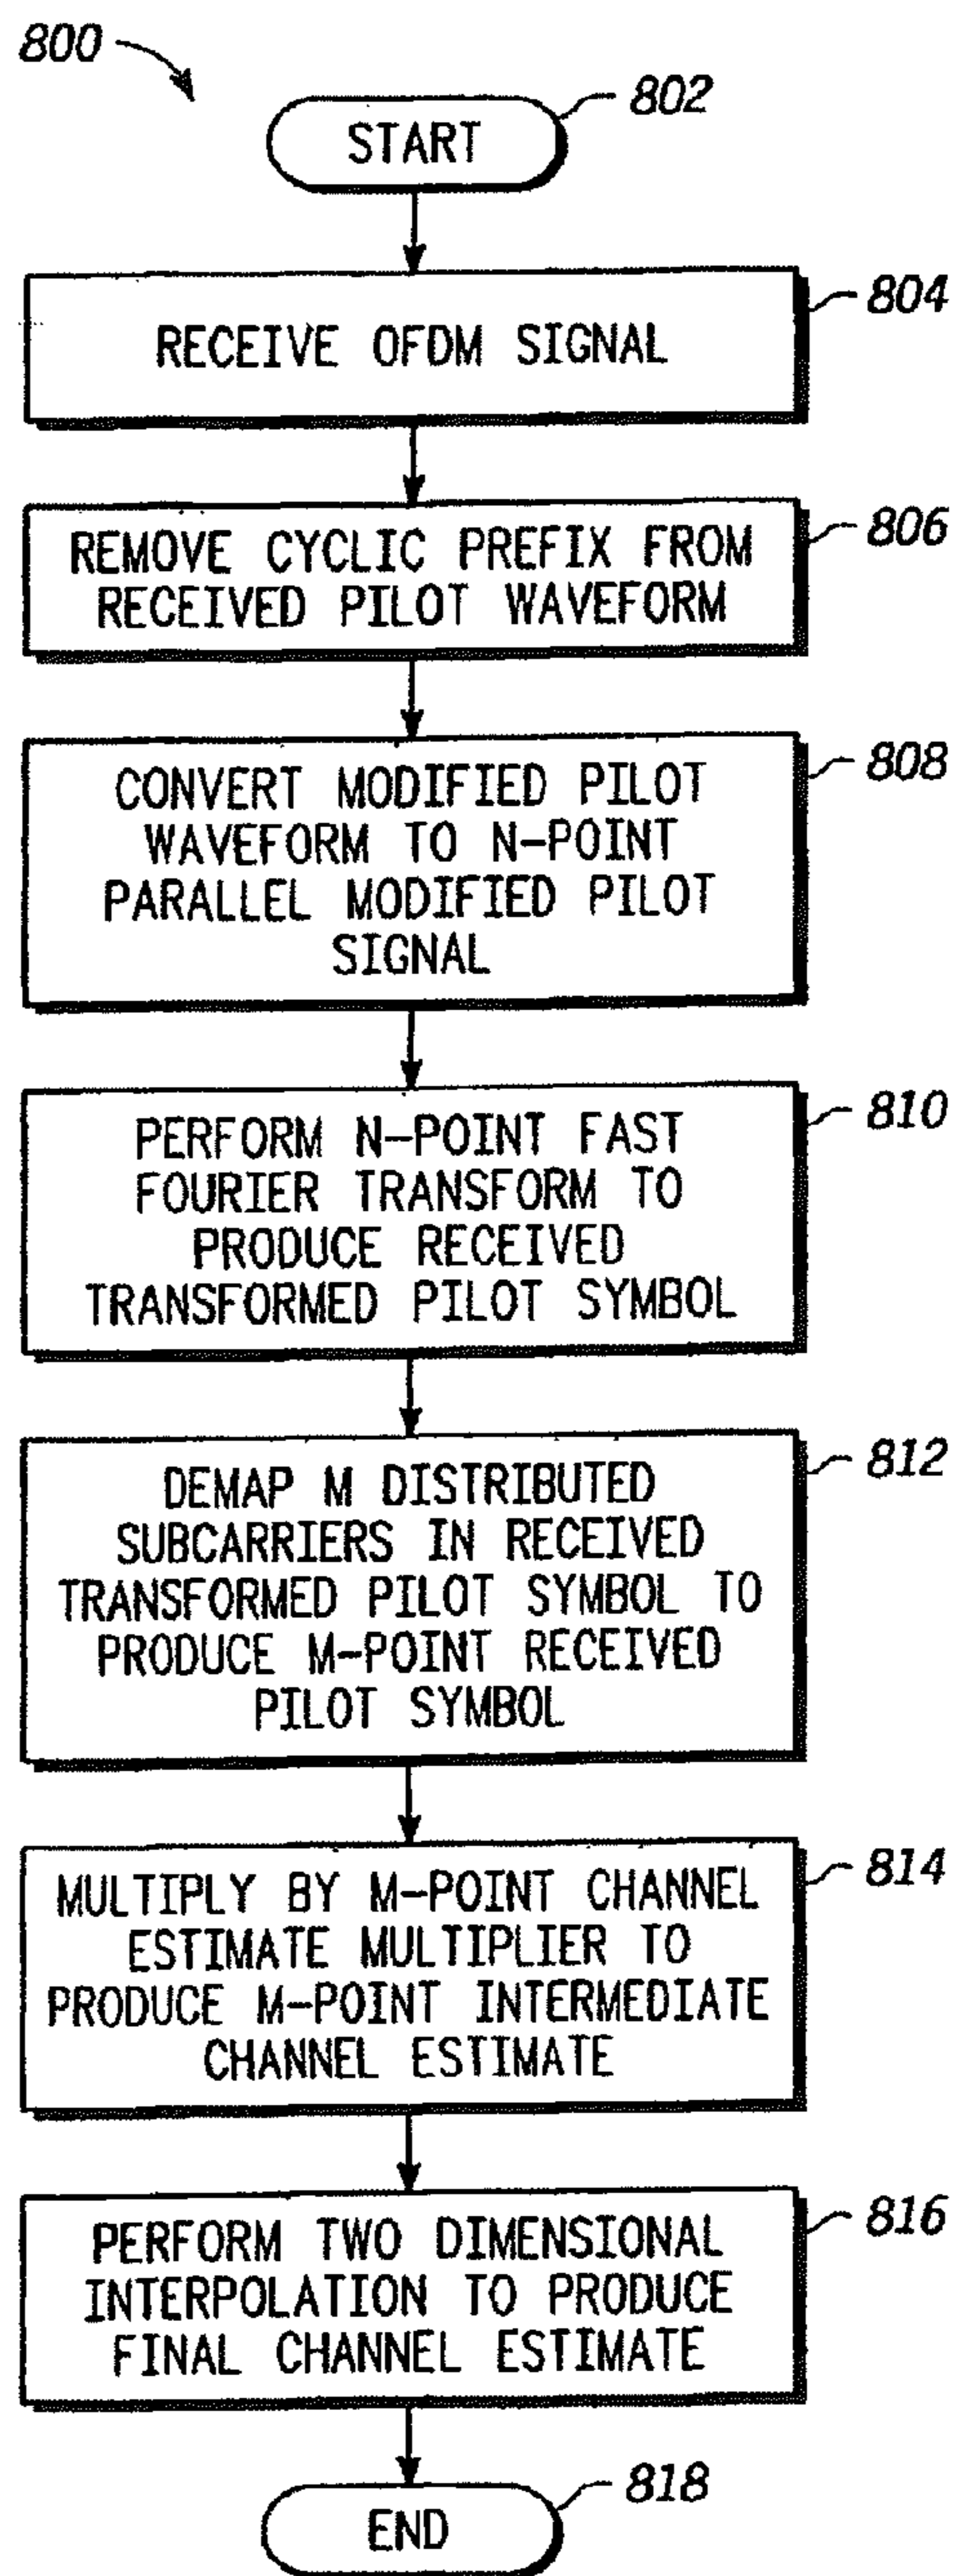 800
802
START
804
RECEIVE OFDM SIGNAL
806
REMOVE CYCLIC PREFIX FROM
RECEIVED PILOT WAVEFORM
808
CONVERT MODIFIED PILOT
WAVEFORM TO N-POINT
PARALLEL MODIFIED PILOT
SIGNAL
810
PERFORM N-POINT FAST
FOURIER TRANSFORM TO
PRODUCE RECEIVED
TRANSFORMED PILOT SYMBOL
812
DEMAP M DISTRIBUTED
SUBCARRIERS IN RECEIVED
TRANSFORMED PILOT SYMBOL TO
PRODUCE M-POINT RECEIVED
PILOT SYMBOL
814
MULTIPLY BY M-POINT CHANNEL
ESTIMATE MULTIPLIER TO
PRODUCE M-POINT INTERMEDIATE
CHANNEL ESTIMATE
816
PERFORM TWO DIMENSIONAL
INTERPOLATION TO PRODUCE
FINAL CHANNEL ESTIMATE
818
END